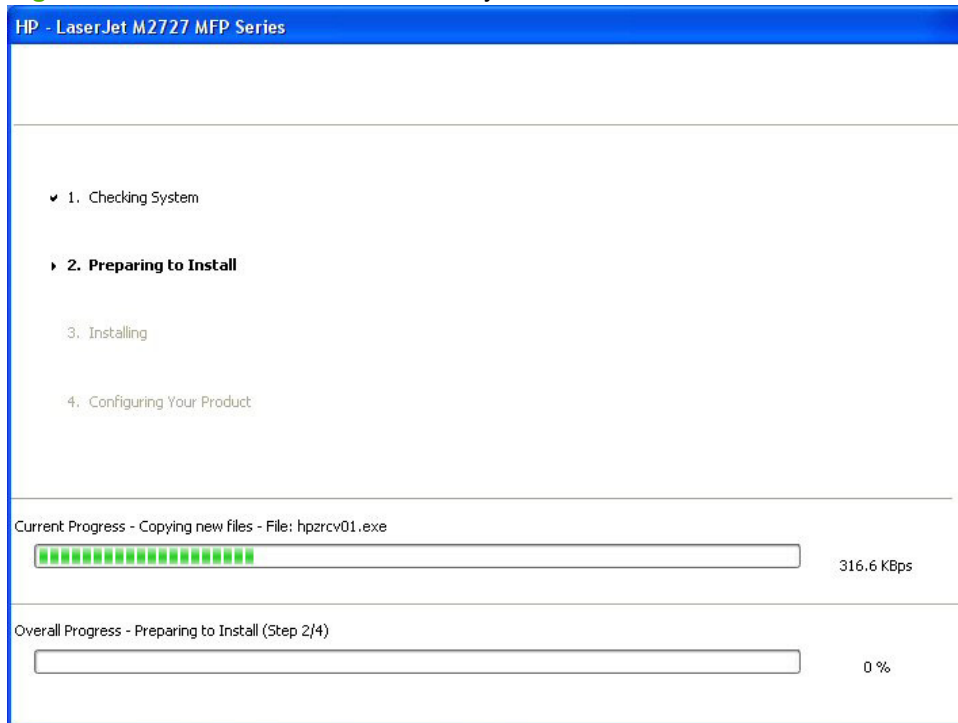 HP - LaserJet M2727 MFP Series
1. Checking System
2. Preparing to Install
3. Installing
4. Configuring Your Product
Current Progress - Copying new files - File: hpzrcv01.exe
316.6 KBps
Overall Progress - Preparing to Install (Step 2/4)
0 %